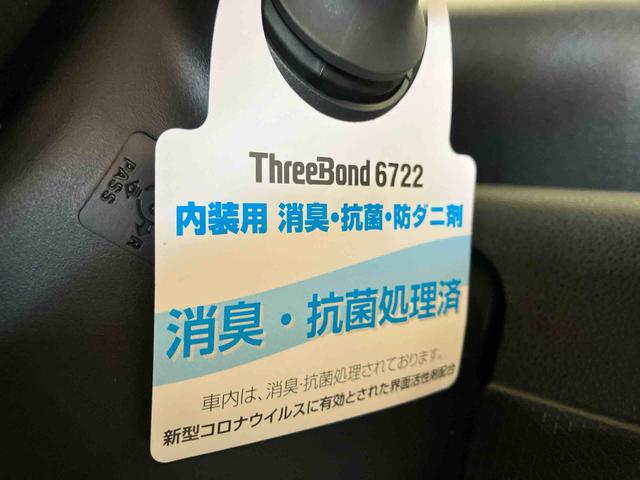 ThreeBond 6722
内装用 消臭・抗菌・防ダニ剤
消臭・抗菌処理済
車内は、消臭・抗菌処理されております。
新型コロナウイルスに有効とされた界面活性剤配合
PASS
R